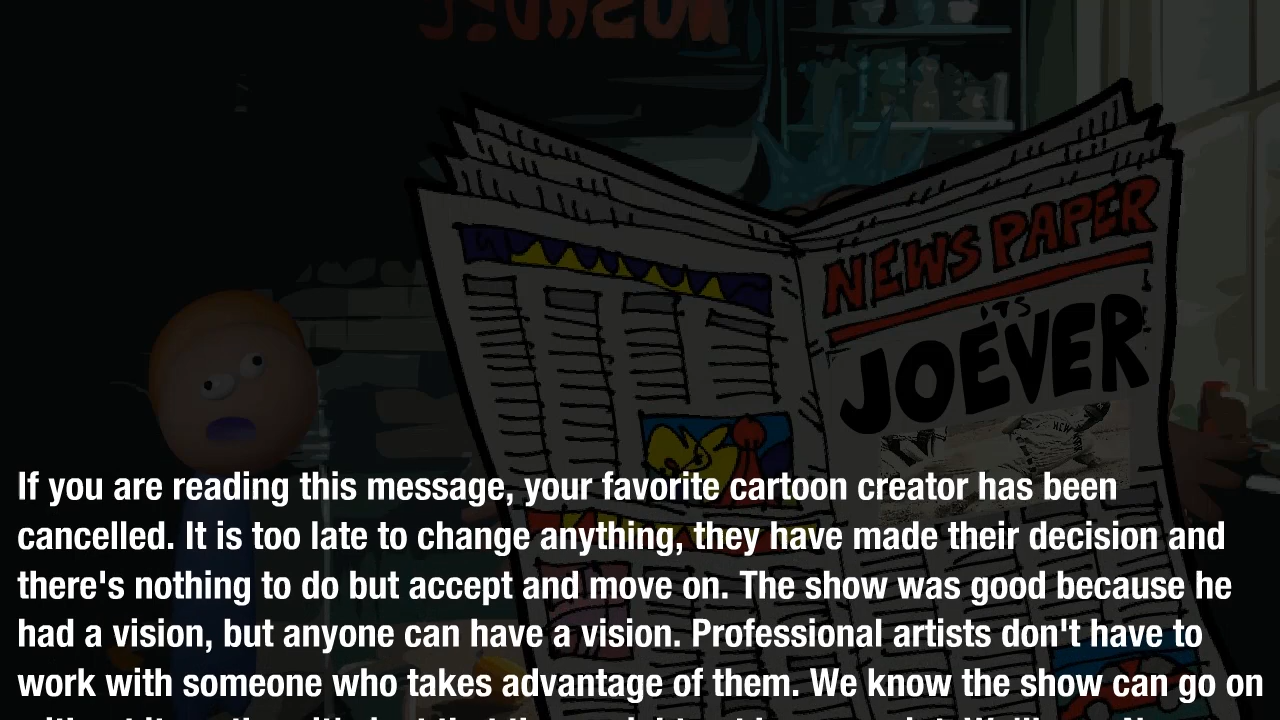 NEWS PAPER
ITS
JOEVER
If you are reading this message, your favorite cartoon creator has been
cancelled. It is too late to change anything, they have made their decision and
there's nothing to do but accept and move on. The show was good because he
had a vision, but anyone can have a vision. Professional artists don't have to
work with someone who takes advantage of them. We know the show can go on